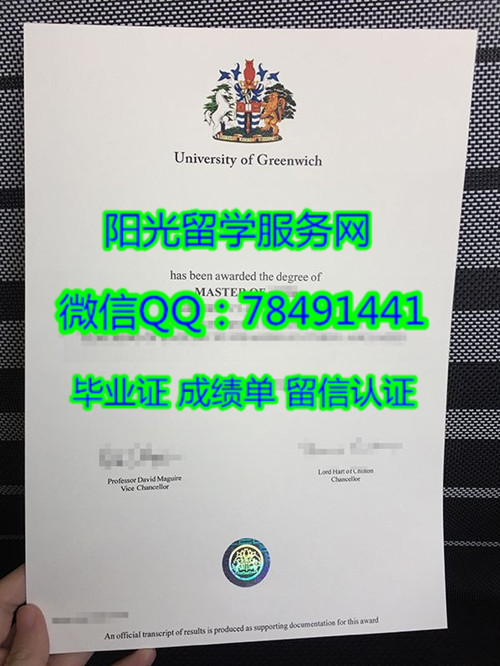 University of Greenwich
阳光留学服务网
has been awarded the degree of
MASTER OF
微信QQ：78491441
毕业证 成绩单 留信认证
Professor David Maguire
Vice Chancellor
Lord Hart of Chilton
Chancellor
An official transcript of results is produced as supporting documentation for this award